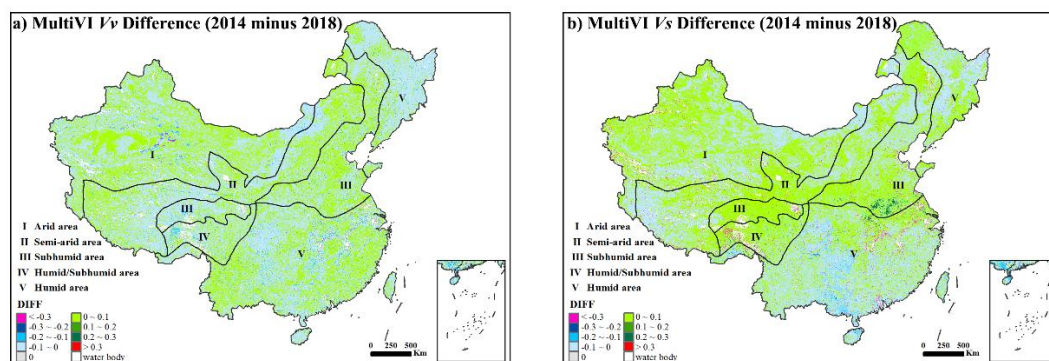 a) MultiVI Vv Difference (2014 minus 2018)
V
I
II
III
III
IV
V
I Arid area
II Semi-arid area
III Subhumid area
IV Humid/Subhumid area
V Humid area
DIFF
< -0.3
-0.3 ~ -0.2
-0.2 ~ -0.1
-0.1 ~ 0
0
0 ~ 0.1
0.1 ~ 0.2
0.2 ~ 0.3
> 0.3
water body
0 250 500
Km
b) MultiVI Vs Difference (2014 minus 2018)
V
I
II
III
III
IV
V
I Arid area
II Semi-arid area
III Subhumid area
IV Humid/Subhumid area
V Humid area
DIFF
< -0.3
-0.3 ~ -0.2
-0.2 ~ -0.1
-0.1 ~ 0
0
0 ~ 0.1
0.1 ~ 0.2
0.2 ~ 0.3
> 0.3
water body
0 250 500
Km